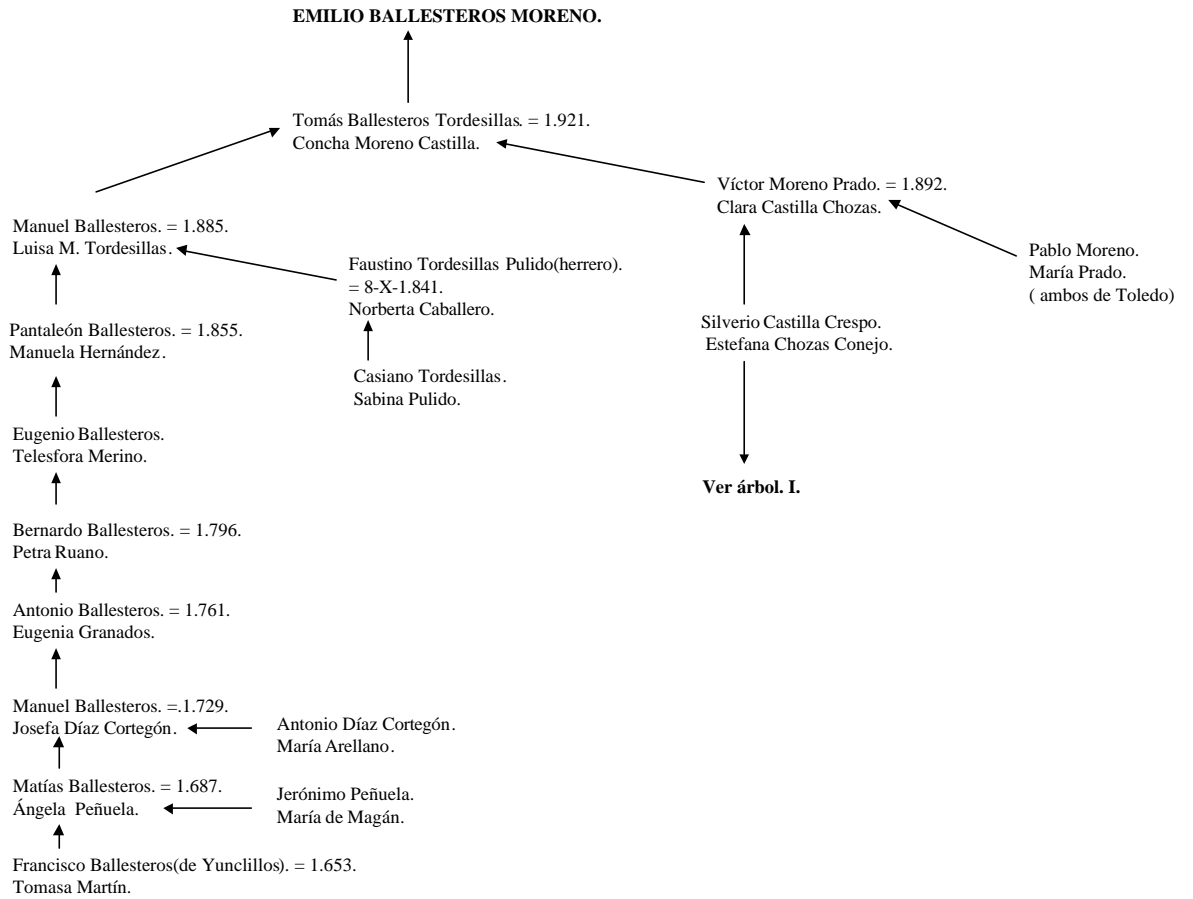 EMILIO BALLESTEROS MORENO.
Tomás Ballesteros Tordesillas. = 1.921.
Concha Moreno Castilla.
Víctor Moreno Prado. = 1.892.
Clara Castilla Chozas.
Manuel Ballesteros. = 1.885.
Luisa M. Tordesillas.
Faustino Tordesillas Pulido(herrero).
= 8-X-1.841.
Norberta Caballero.
Pablo Moreno.
María Prado.
( ambos de Toledo)
Pantaleón Ballesteros. = 1.855.
Manuela Hernández.
Silverio Castilla Crespo.
Estefana Chozas Conejo.
Casiano Tordesillas.
Sabina Pulido.
Eugenio Ballesteros.
Telesfora Merino.
Ver árbol. I.
Bernardo Ballesteros. = 1.796.
Petra Ruano.
Antonio Ballesteros. = 1.761.
Eugenia Granados.
Manuel Ballesteros. =.1.729.
Josefa Díaz Cortegón.
Antonio Díaz Cortegón.
María Arellano.
Matías Ballesteros. = 1.687.
Ángela Peñuela.
Jerónimo Peñuela.
María de Magán.
Francisco Ballesteros(de Yunclillos). = 1.653.
Tomasa Martín.